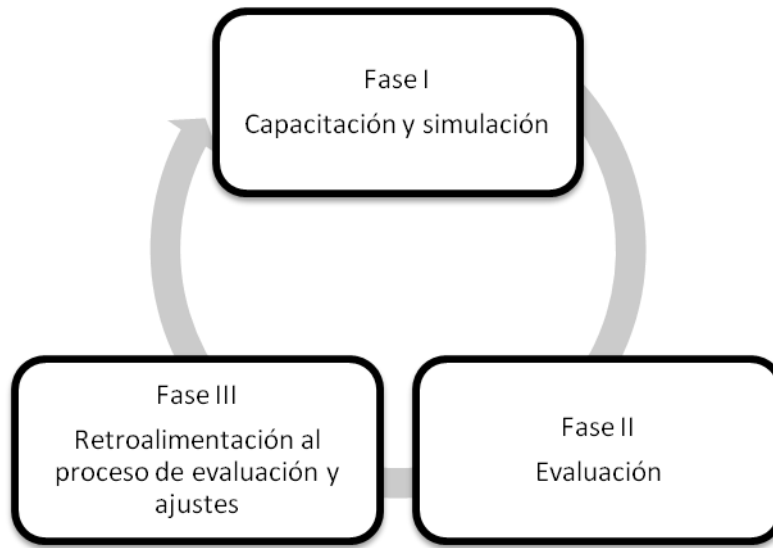 Fase I
Capacitación y simulación
Fase III
Retroalimentación al
proceso de evaluación y
ajustes
Fase II
Evaluación